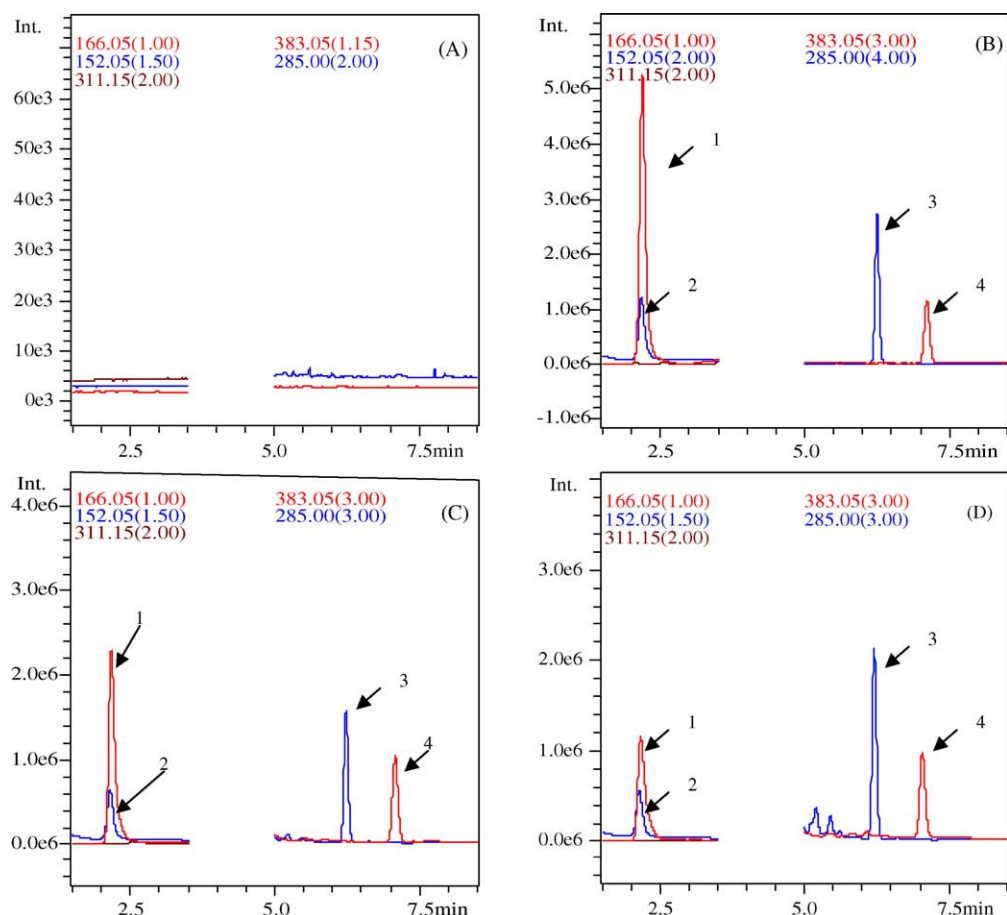 Int.
166.05(1.00) 383.05(1.15) (A)
152.05(1.50) 285.00(2.00)
311.15(2.00)
60e3
50e3
40e3
30e3
20e3
10e3
0e3
2.5 5.0 7.5min
Int.
166.05(1.00) 383.05(3.00) (B)
152.05(2.00) 285.00(4.00)
311.15(2.00)
5.0e6
1
4.0e6
3.0e6
3
2.0e6
2
4
1.0e6
0.0e6
-1.0e6
2.5 5.0 7.5min
Int.
166.05(1.00) 383.05(3.00)
4.0e6
152.05(1.50) 285.00(3.00) (C)
311.15(2.00)
3.0e6
1
2.0e6
3
4
2
1.0e6
0.0e6
2.5 5.0 7.5min
Int.
166.05(1.00) 383.05(3.00)
152.05(1.50) 285.00(3.00) (D)
311.15(2.00)
3.0e6
3
2.0e6
1
4
2
1.0e6
0.0e6
2.5 5.0 7.5min